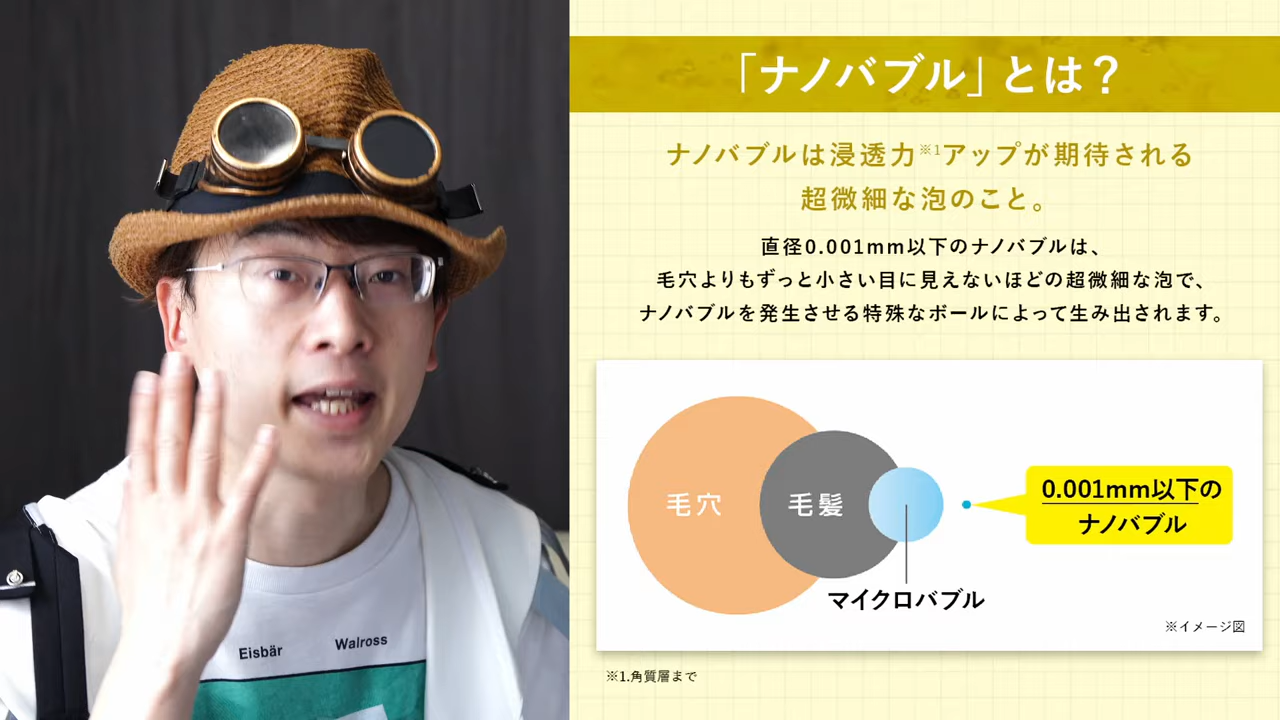 「ナノバブル」とは？
ナノバブルは浸透力※1アップが期待される
超微細な泡のこと。
直径0.001mm以下のナノバブルは、
毛穴よりもずっと小さい目に見えないほどの超微細な泡で、
ナノバブルを発生させる特殊なボールによって生み出されます。
毛穴
毛髪
0.001mm以下の
ナノバブル
マイクロバブル
※イメージ図
※1.角質層まで
Eisbär
Walross